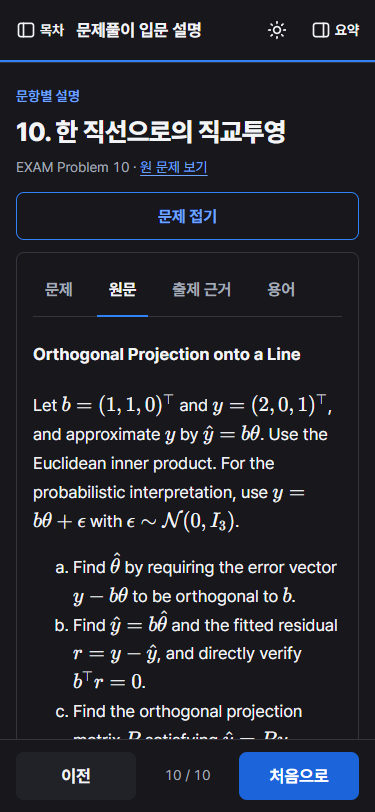 목차 문제풀이 입문 설명 요약
문항별 설명
10. 한 직선으로의 직교투영
EXAM Problem 10 · 원 문제 보기
문제 접기
문제 원문 출제 근거 용어
Orthogonal Projection onto a Line
Let b = (1, 1, 0)⊤ and y = (2, 0, 1)⊤,
and approximate y by ŷ = bθ. Use the
Euclidean inner product. For the
probabilistic interpretation, use y =
bθ + ϵ with ϵ ∼ 𝒩(0, I₃).
a. Find θ̂ by requiring the error vector
y − bθ to be orthogonal to b.
b. Find ŷ = bθ̂ and the fitted residual
r = y − ŷ, and directly verify
b⊤r = 0.
c. Find the orthogonal projection
이전 10 / 10 처음으로